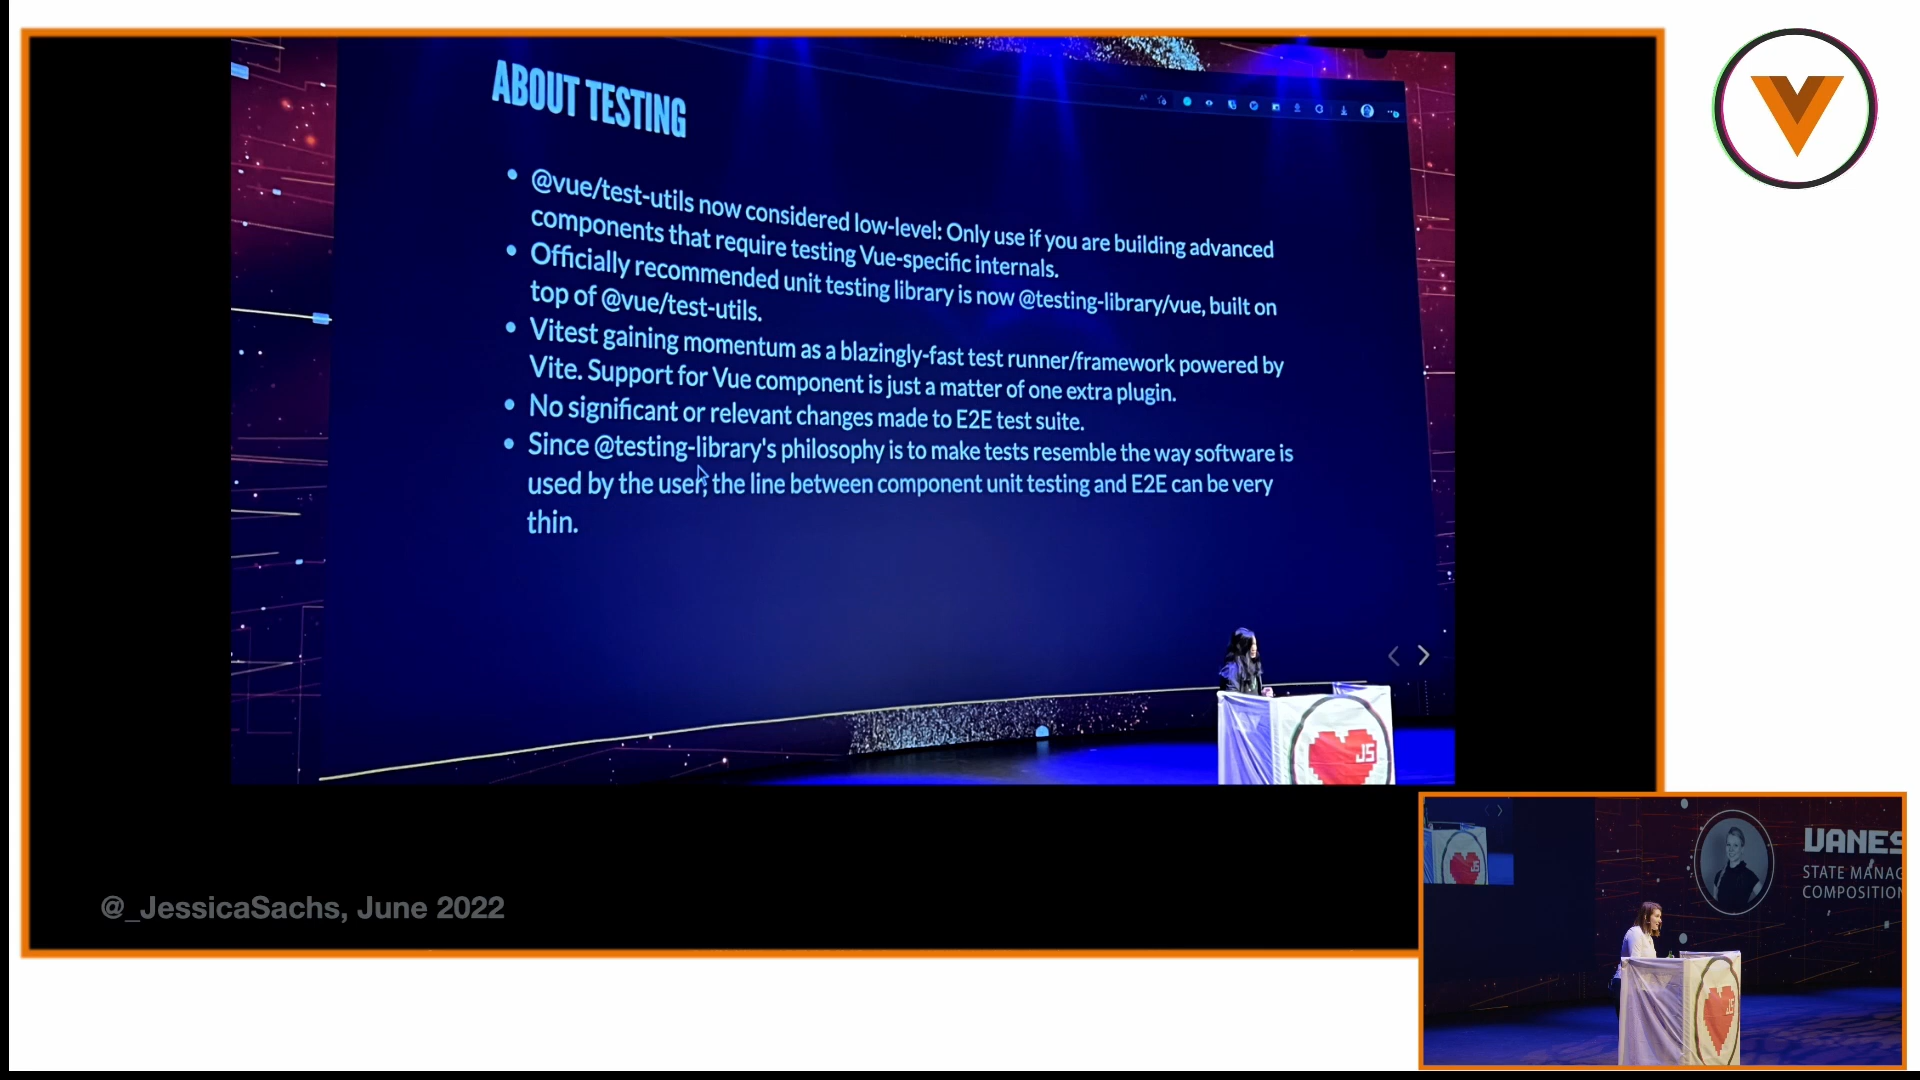 ABOUT TESTING
@vue/test-utils now considered low-level: Only use if you are building advanced
components that require testing Vue-specific internals.
Officially recommended unit testing library is now @testing-library/vue, built on
top of @vue/test-utils.
Vitest gaining momentum as a blazingly-fast test runner/framework powered by
Vite. Support for Vue component is just a matter of one extra plugin.
No significant or relevant changes made to E2E test suite.
Since @testing-library's philosophy is to make tests resemble the way software is
used by the user, the line between component unit testing and E2E can be very
thin.
JS
@_JessicaSachs, June 2022
JS
VANES
STATE MANAG
COMPOSITION
JS